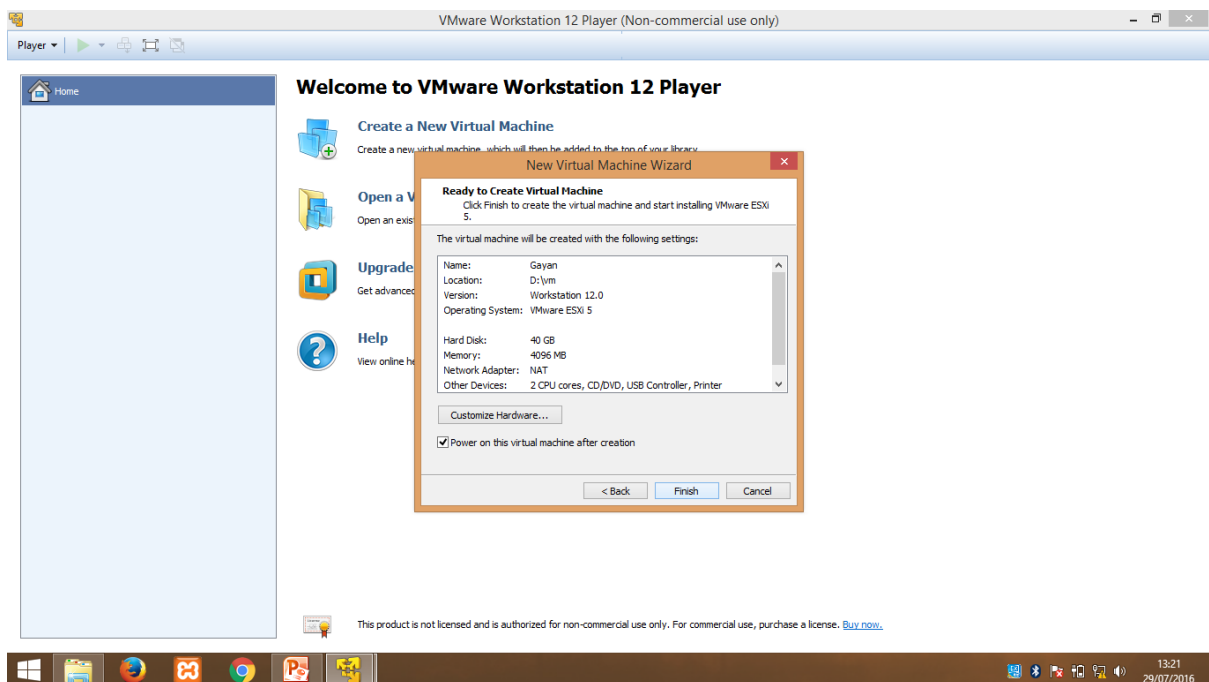 VMware Workstation 12 Player (Non-commercial use only)
Player
Home
Welcome to VMware Workstation 12 Player
Create a New Virtual Machine
Create a new virtual machine, which will then be added to the top of your library.
New Virtual Machine Wizard
Ready to Create Virtual Machine
Click Finish to create the virtual machine and start installing VMware ESXi
5.
The virtual machine will be created with the following settings:
Name: Gayan
Location: D:\vm
Version: Workstation 12.0
Operating System: VMware ESXi 5
Hard Disk: 40 GB
Memory: 4096 MB
Network Adapter: NAT
Other Devices: 2 CPU cores, CD/DVD, USB Controller, Printer
Customize Hardware...
Power on this virtual machine after creation
< Back
Finish
Cancel
Open a V
Open an exis
Upgrade
Get advanced
Help
View online he
This product is not licensed and is authorized for non-commercial use only. For commercial use, purchase a license. Buy now.
13:21
29/07/2016